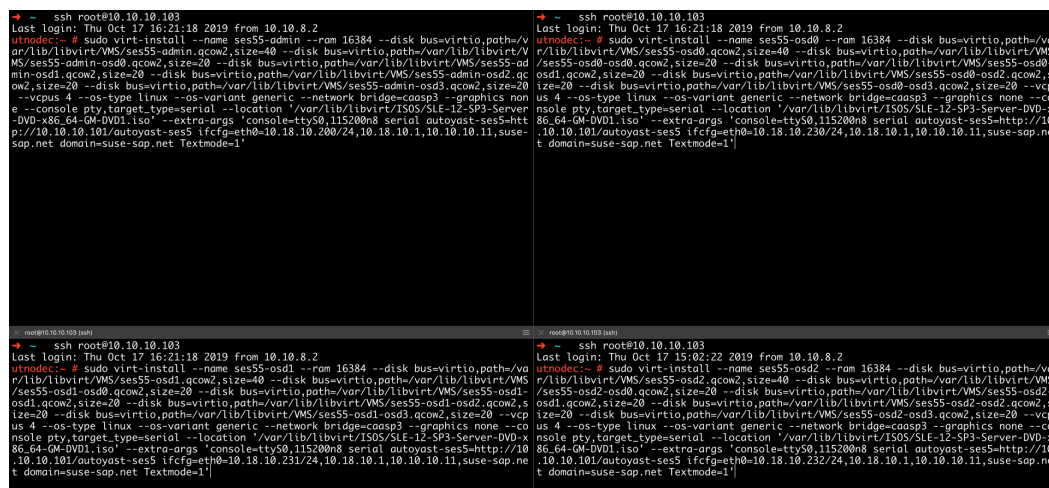 ➜ ~ ssh root@10.10.10.103
Last login: Thu Oct 17 16:21:18 2019 from 10.10.8.2
utnodec:~ # sudo virt-install --name ses55-admin --ram 16384 --disk bus=virtio,path=/v
ar/lib/libvirt/VMS/ses55-admin.qcow2,size=40 --disk bus=virtio,path=/var/lib/libvirt/V
MS/ses55-admin-osd0.qcow2,size=20 --disk bus=virtio,path=/var/lib/libvirt/VMS/ses55-ad
min-osd1.qcow2,size=20 --disk bus=virtio,path=/var/lib/libvirt/VMS/ses55-admin-osd2.qc
ow2,size=20 --disk bus=virtio,path=/var/lib/libvirt/VMS/ses55-admin-osd3.qcow2,size=20
--vcpus 4 --os-type linux --os-variant generic --network bridge=caasp3 --graphics non
e --console pty,target_type=serial --location '/var/lib/libvirt/ISOS/SLE-12-SP3-Server
-DVD-x86_64-GM-DVD1.iso' --extra-args 'console=ttyS0,115200n8 serial autoyast-ses5=htt
p://10.10.10.101/autoyast-ses5 ifcfg=eth0=10.18.10.200/24,10.18.10.1,10.10.10.11,suse-
sap.net domain=suse-sap.net Textmode=1'
➜ ~ ssh root@10.10.10.103
Last login: Thu Oct 17 16:21:18 2019 from 10.10.8.2
utnodec:~ # sudo virt-install --name ses55-osd0 --ram 16384 --disk bus=virtio,path=/va
r/lib/libvirt/VMS/ses55-osd0.qcow2,size=40 --disk bus=virtio,path=/var/lib/libvirt/VMS
/ses55-osd0-osd0.qcow2,size=20 --disk bus=virtio,path=/var/lib/libvirt/VMS/ses55-osd0-
osd1.qcow2,size=20 --disk bus=virtio,path=/var/lib/libvirt/VMS/ses55-osd0-osd2.qcow2,s
ize=20 --disk bus=virtio,path=/var/lib/libvirt/VMS/ses55-osd0-osd3.qcow2,size=20 --vcp
us 4 --os-type linux --os-variant generic --network bridge=caasp3 --graphics none --co
nsole pty,target_type=serial --location '/var/lib/libvirt/ISOS/SLE-12-SP3-Server-DVD-x
86_64-GM-DVD1.iso' --extra-args 'console=ttyS0,115200n8 serial autoyast-ses5=http://10
.10.10.101/autoyast-ses5 ifcfg=eth0=10.18.10.230/24,10.18.10.1,10.10.10.11,suse-sap.ne
t domain=suse-sap.net Textmode=1'
root@10.10.10.103 (ssh)
➜ ~ ssh root@10.10.10.103
Last login: Thu Oct 17 16:21:18 2019 from 10.10.8.2
utnodec:~ # sudo virt-install --name ses55-osd1 --ram 16384 --disk bus=virtio,path=/va
r/lib/libvirt/VMS/ses55-osd1.qcow2,size=40 --disk bus=virtio,path=/var/lib/libvirt/VMS
/ses55-osd1-osd0.qcow2,size=20 --disk bus=virtio,path=/var/lib/libvirt/VMS/ses55-osd1-
osd1.qcow2,size=20 --disk bus=virtio,path=/var/lib/libvirt/VMS/ses55-osd1-osd2.qcow2,s
ize=20 --disk bus=virtio,path=/var/lib/libvirt/VMS/ses55-osd1-osd3.qcow2,size=20 --vcp
us 4 --os-type linux --os-variant generic --network bridge=caasp3 --graphics none --co
nsole pty,target_type=serial --location '/var/lib/libvirt/ISOS/SLE-12-SP3-Server-DVD-x
86_64-GM-DVD1.iso' --extra-args 'console=ttyS0,115200n8 serial autoyast-ses5=http://10
.10.10.101/autoyast-ses5 ifcfg=eth0=10.18.10.231/24,10.18.10.1,10.10.10.11,suse-sap.ne
t domain=suse-sap.net Textmode=1'
root@10.10.10.103 (ssh)
➜ ~ ssh root@10.10.10.103
Last login: Thu Oct 17 15:02:22 2019 from 10.10.8.2
utnodec:~ # sudo virt-install --name ses55-osd2 --ram 16384 --disk bus=virtio,path=/va
r/lib/libvirt/VMS/ses55-osd2.qcow2,size=40 --disk bus=virtio,path=/var/lib/libvirt/VMS
/ses55-osd2-osd0.qcow2,size=20 --disk bus=virtio,path=/var/lib/libvirt/VMS/ses55-osd2-
osd1.qcow2,size=20 --disk bus=virtio,path=/var/lib/libvirt/VMS/ses55-osd2-osd2.qcow2,s
ize=20 --disk bus=virtio,path=/var/lib/libvirt/VMS/ses55-osd2-osd3.qcow2,size=20 --vcp
us 4 --os-type linux --os-variant generic --network bridge=caasp3 --graphics none --co
nsole pty,target_type=serial --location '/var/lib/libvirt/ISOS/SLE-12-SP3-Server-DVD-x
86_64-GM-DVD1.iso' --extra-args 'console=ttyS0,115200n8 serial autoyast-ses5=http://10
.10.10.101/autoyast-ses5 ifcfg=eth0=10.18.10.232/24,10.18.10.1,10.10.10.11,suse-sap.ne
t domain=suse-sap.net Textmode=1'